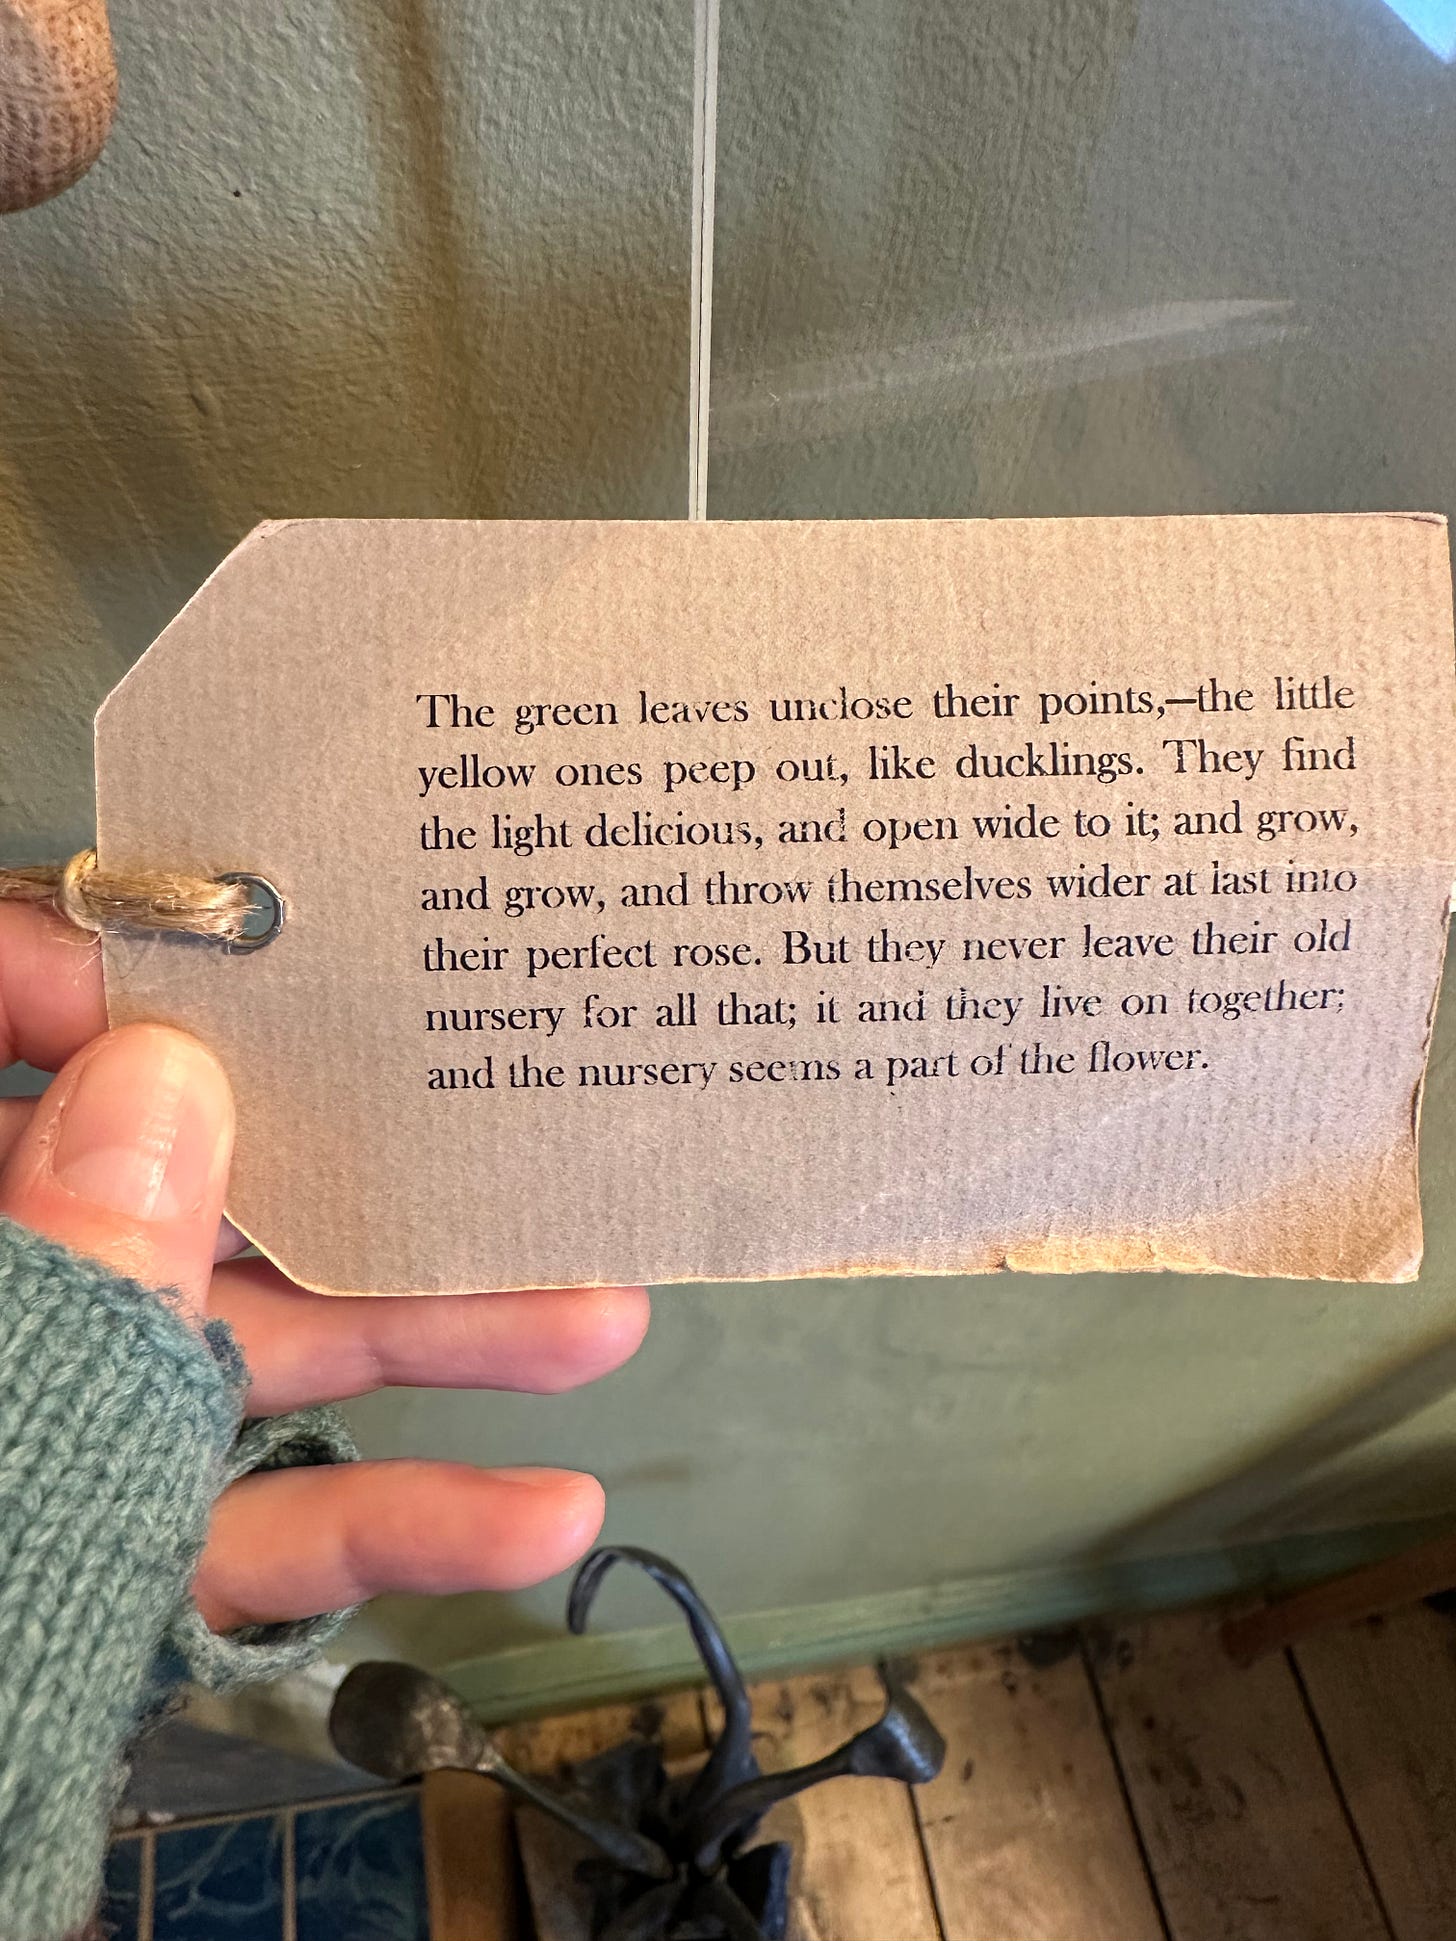 The green leaves unclose their points,—the little
yellow ones peep out, like ducklings. They find
the light delicious, and open wide to it; and grow,
and grow, and throw themselves wider at last into
their perfect rose. But they never leave their old
nursery for all that; it and they live on together;
and the nursery seems a part of the flower.